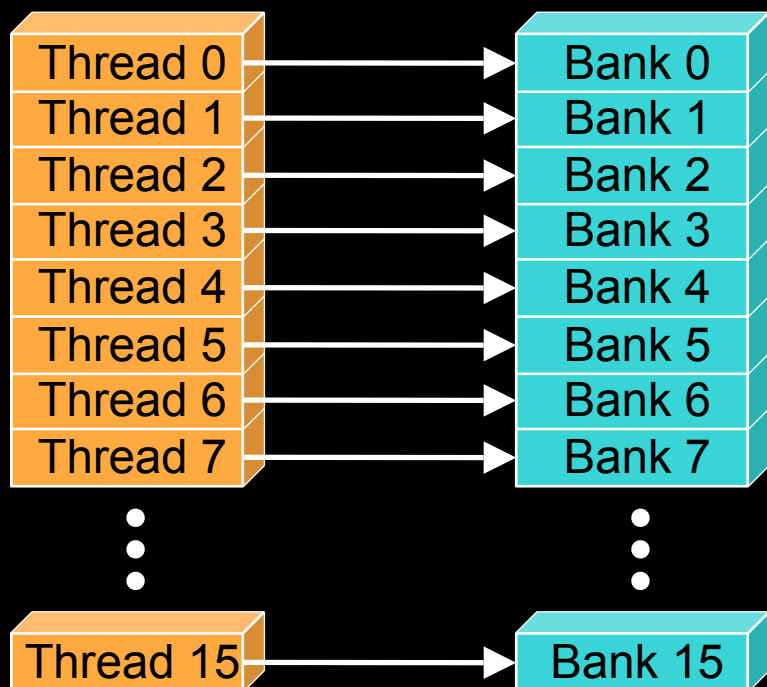 Thread 0
Bank 0
Thread 1
Bank 1
Thread 2
Bank 2
Thread 3
Bank 3
Thread 4
Bank 4
Thread 5
Bank 5
Thread 6
Bank 6
Thread 7
Bank 7
Thread 15
Bank 15